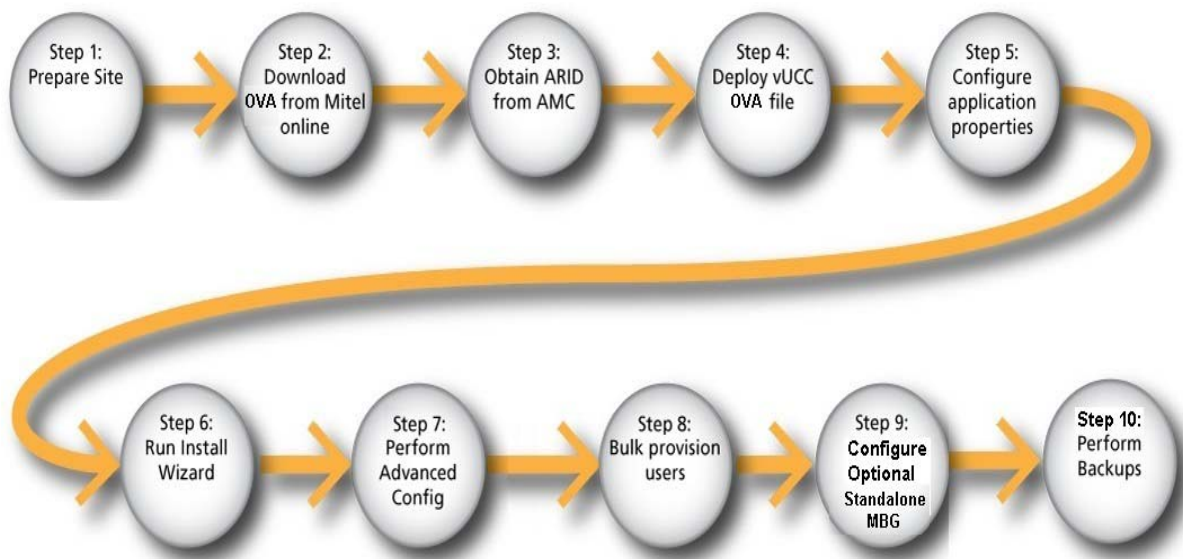 Step 1:
Prepare Site
Step 2:
Download
OVA from Mitel
online
Step 3:
Obtain ARID
from AMC
Step 4:
Deploy vUCC
OVA file
Step 5:
Configure
application
properties
Step 6:
Run Install
Wizard
Step 7:
Perform
Advanced
Config
Step 8:
Bulk provision
users
Step 9:
Configure
Optional
Standalone
MBG
Step 10:
Perform
Backups